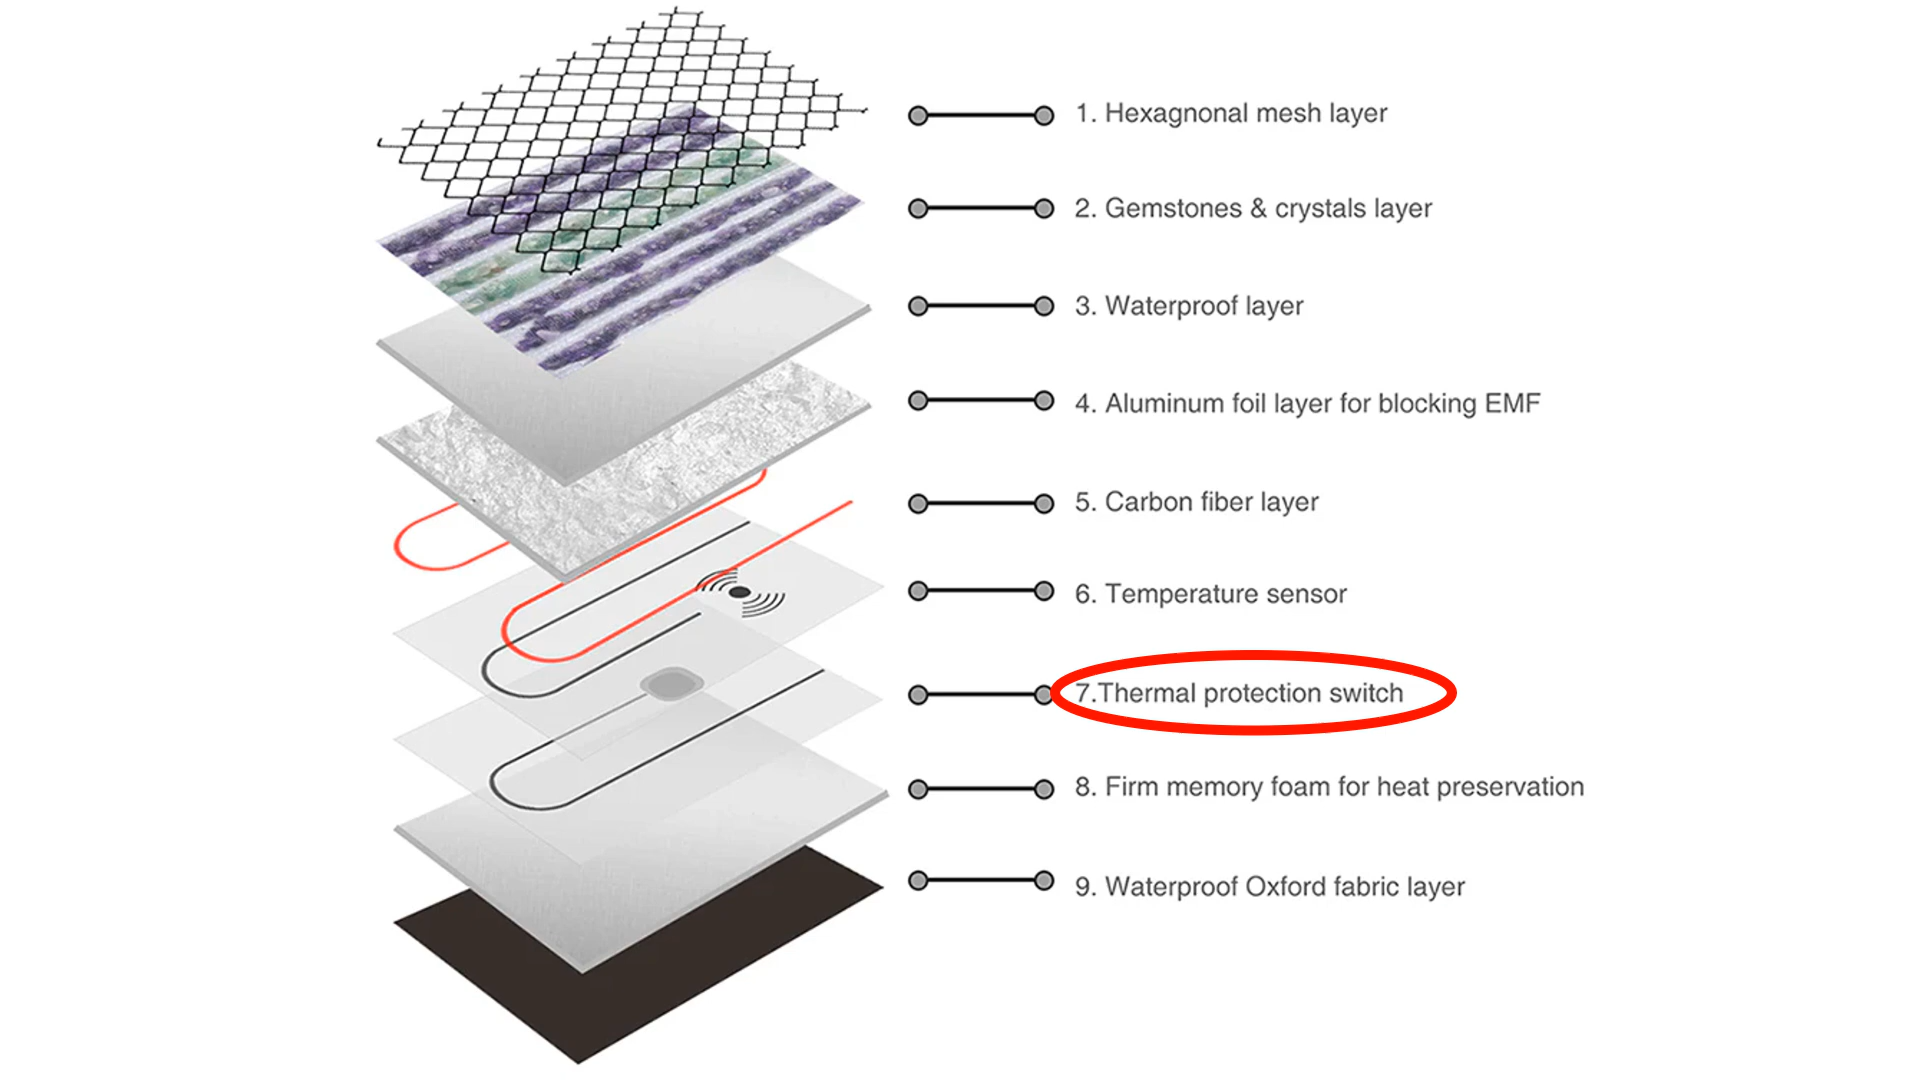 1. Hexagnonal mesh layer
2. Gemstones & crystals layer
3. Waterproof layer
4. Aluminum foil layer for blocking EMF
5. Carbon fiber layer
6. Temperature sensor
7.Thermal protection switch
8. Firm memory foam for heat preservation
9. Waterproof Oxford fabric layer